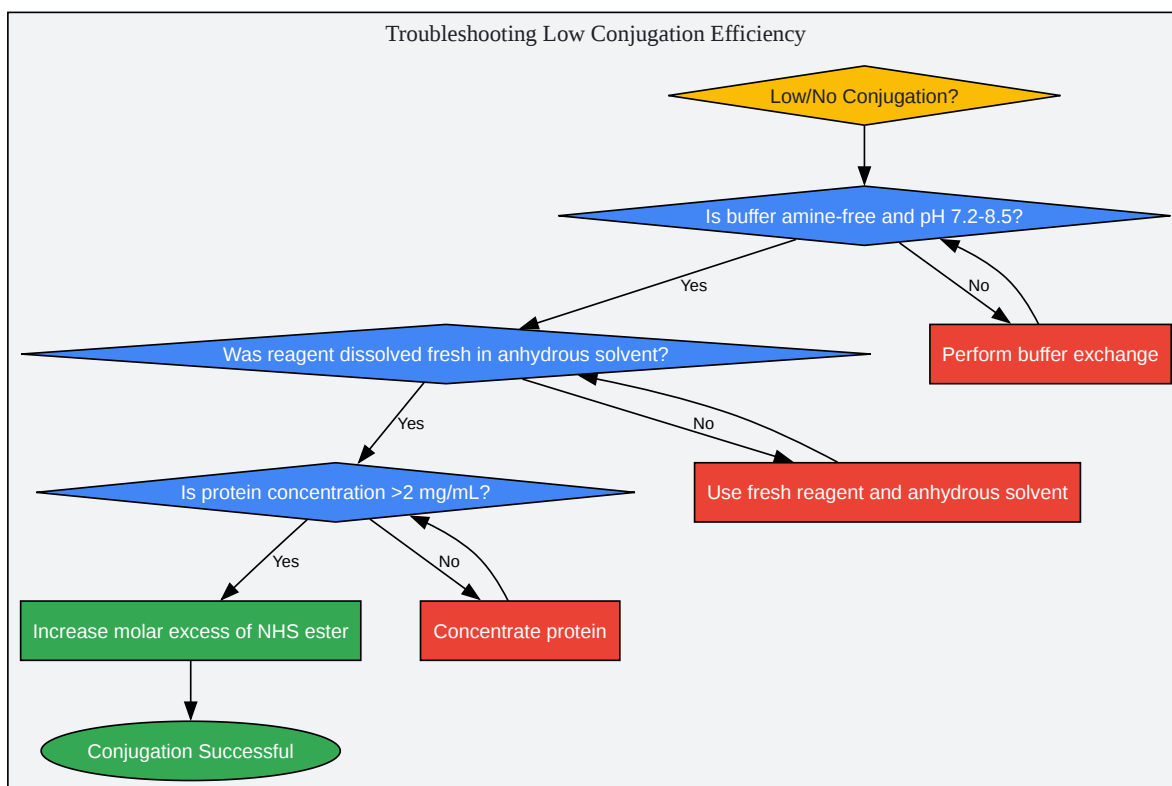 Troubleshooting Low Conjugation Efficiency
Low/No Conjugation?
Is buffer amine-free and pH 7.2-8.5?
Yes
No
Was reagent dissolved fresh in anhydrous solvent?
Perform buffer exchange
Yes
No
Is protein concentration >2 mg/mL?
Use fresh reagent and anhydrous solvent
Yes
No
Increase molar excess of NHS ester
Concentrate protein
Conjugation Successful